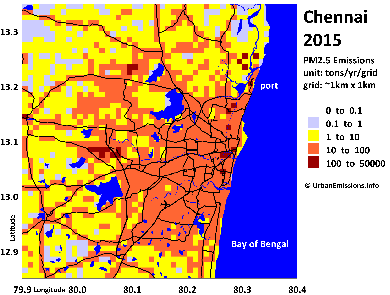 Chennai
2015
PM2.5 Emissions
unit: tons/yr/grid
grid: ~1km x 1km
0 to 0.1
0.1 to 1
1 to 10
10 to 100
100 to 50000
© UrbanEmissions.Info
port
Bay of Bengal
13.3
13.2
13.1
13.0
12.9
Latitude
79.9 Longitude 80.0 80.1 80.2 80.3 80.4